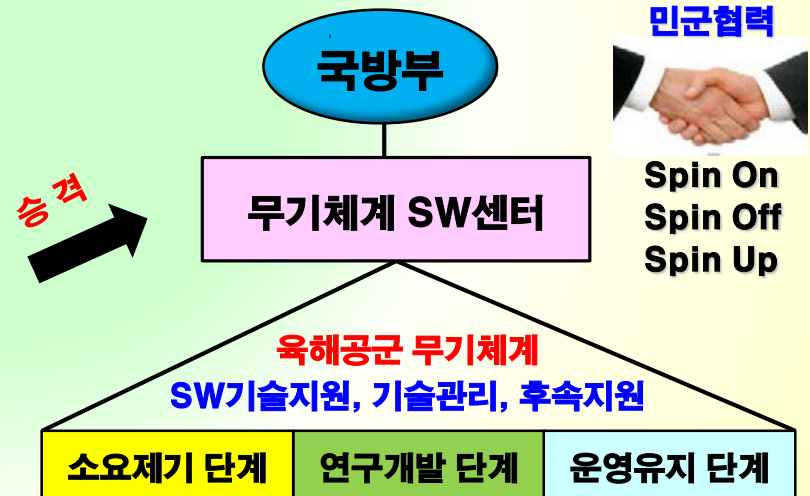 국방부
민군협력
Spin On
Spin Off
Spin Up
승격
무기체계 SW센터
육해공군 무기체계
SW기술지원, 기술관리, 후속지원
소요제기 단계
연구개발 단계
운영유지 단계